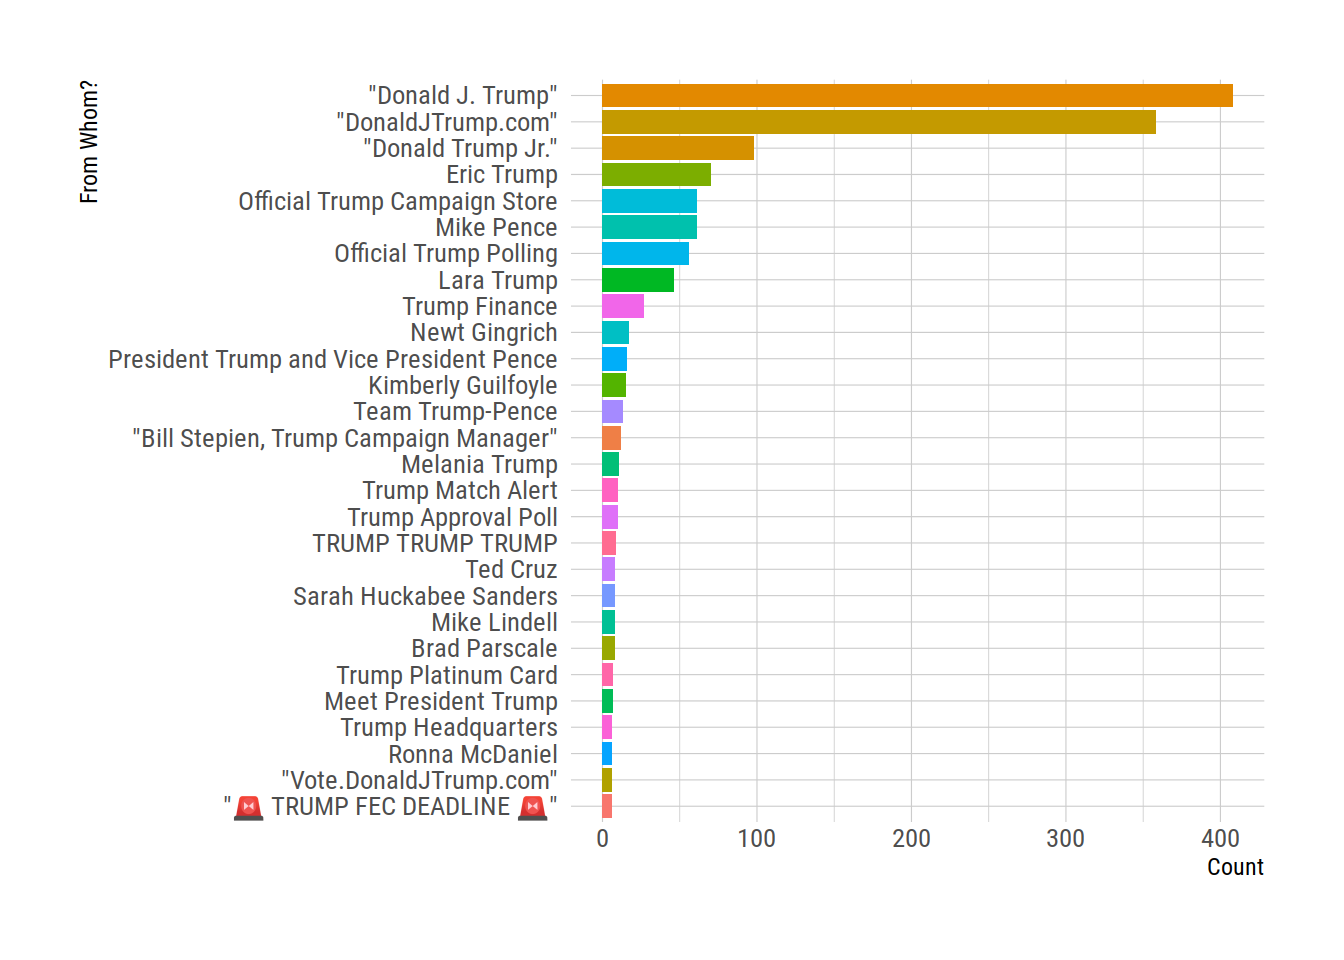 From Whom?
"Donald J. Trump"
"DonaldJTrump.com"
"Donald Trump Jr."
Eric Trump
Official Trump Campaign Store
Mike Pence
Official Trump Polling
Lara Trump
Trump Finance
Newt Gingrich
President Trump and Vice President Pence
Kimberly Guilfoyle
Team Trump-Pence
"Bill Stepien, Trump Campaign Manager"
Melania Trump
Trump Match Alert
Trump Approval Poll
TRUMP TRUMP TRUMP
Ted Cruz
Sarah Huckabee Sanders
Mike Lindell
Brad Parscale
Trump Platinum Card
Meet President Trump
Trump Headquarters
Ronna McDaniel
"Vote.DonaldJTrump.com"
"🚨 TRUMP FEC DEADLINE 🚨"
0 100 200 300 400
Count